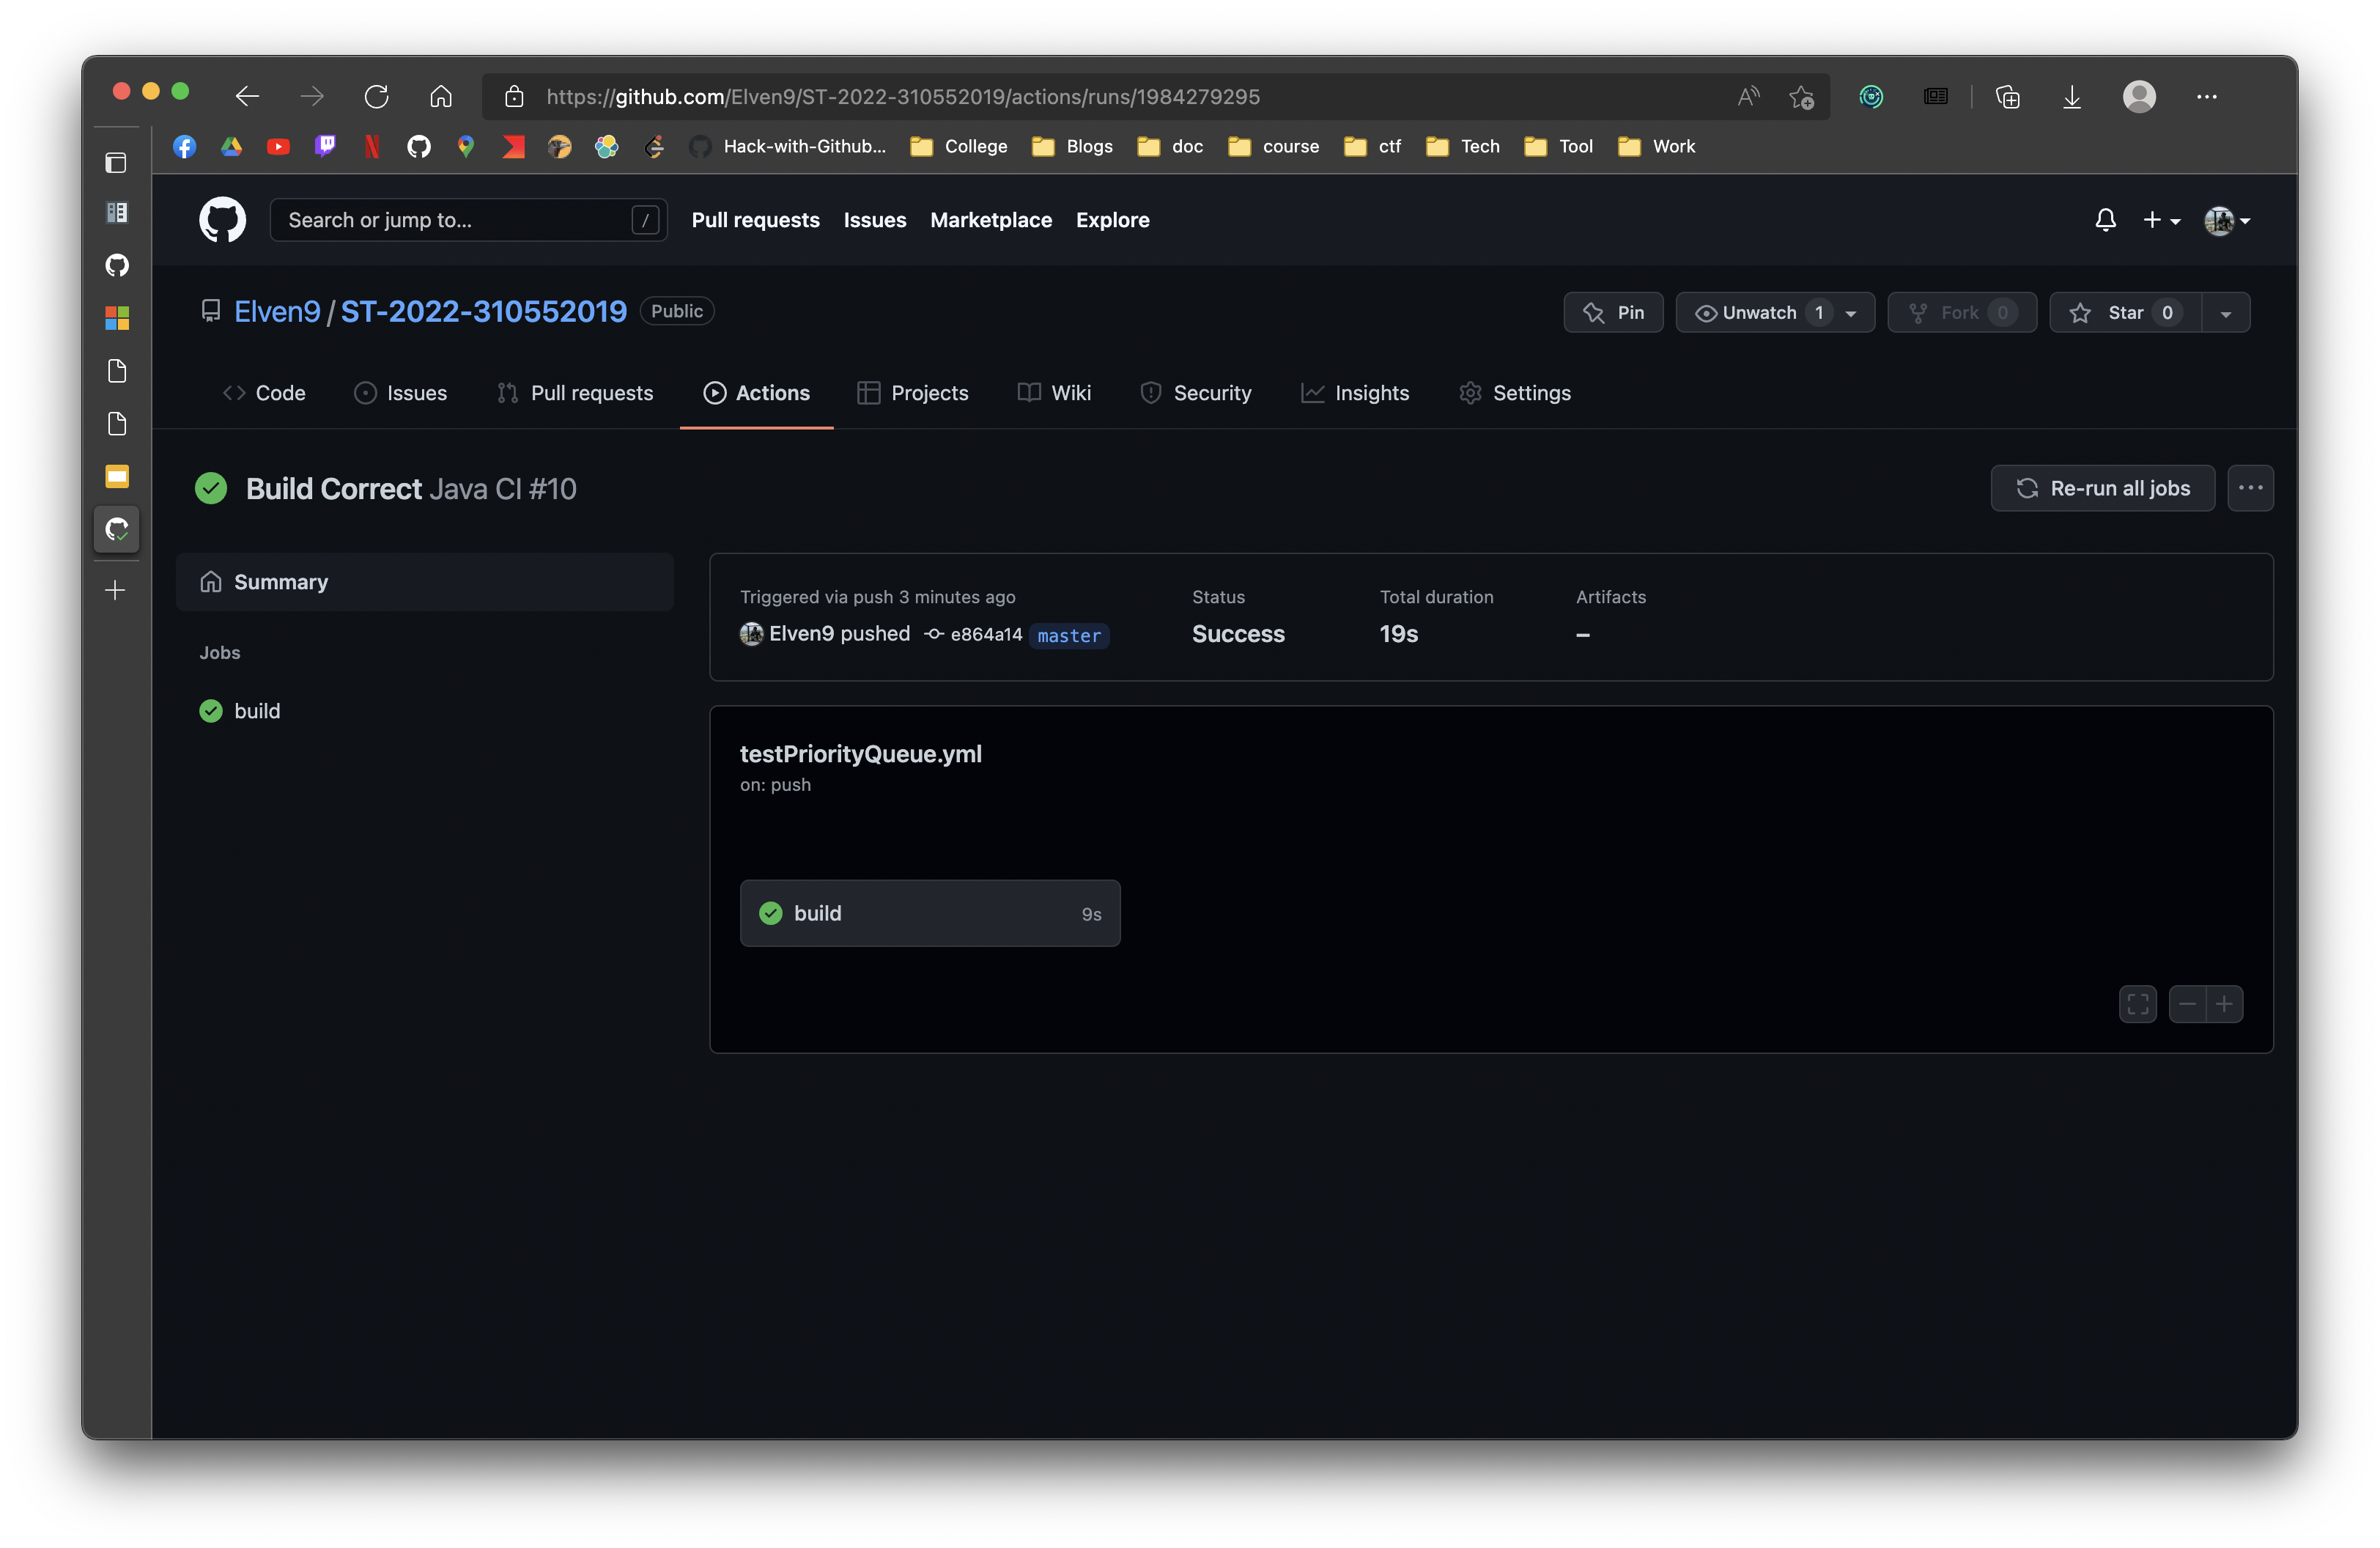 https://github.com/Elven9/ST-2022-310552019/actions/runs/1984279295
Hack-with-Github... College Blogs doc course ctf Tech Tool Work
Search or jump to... / Pull requests Issues Marketplace Explore
Elven9 / ST-2022-310552019 Public Pin Unwatch 1 Fork 0 Star 0
Code Issues Pull requests Actions Projects Wiki Security Insights Settings
Build Correct Java CI #10 Re-run all jobs
Summary
Jobs
build
Triggered via push 3 minutes ago Status Total duration Artifacts
Elven9 pushed e864a14 master Success 19s –
testPriorityQueue.yml
on: push
build 9s